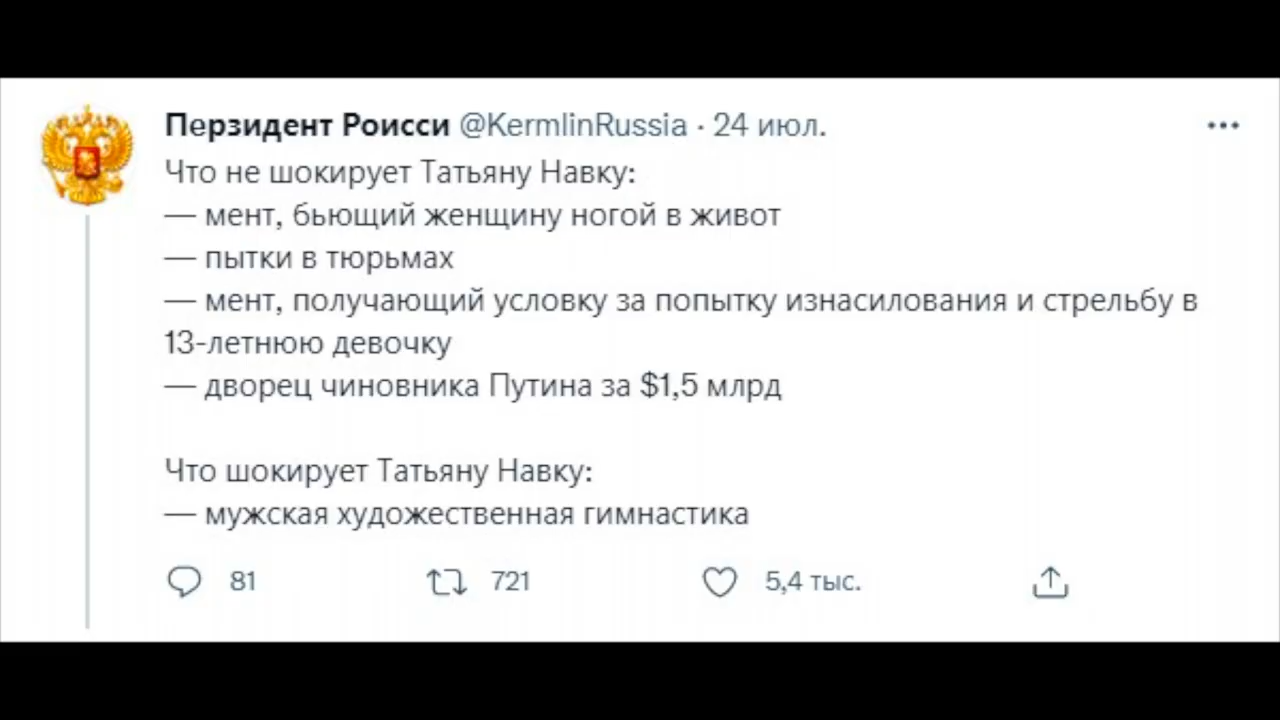 Перзидент Роисси @KermlinRussia · 24 июл.
Что не шокирует Татьяну Навку:
— мент, бьющий женщину ногой в живот
— пытки в тюрьмах
— мент, получающий условку за попытку изнасилования и стрельбу в
13-летнюю девочку
— дворец чиновника Путина за $1,5 млрд
Что шокирует Татьяну Навку:
— мужская художественная гимнастика
81 721 5,4 тыс.